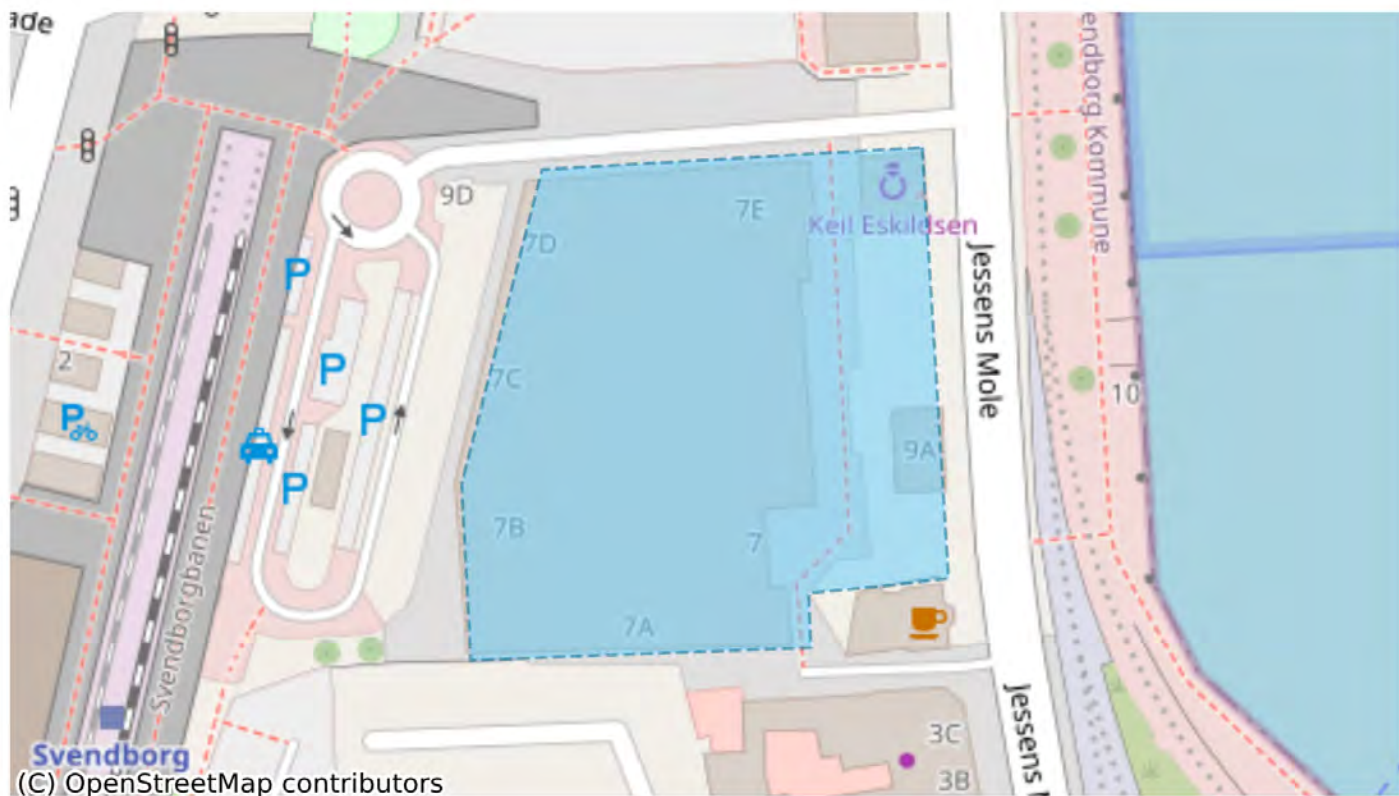 ade
endborg Kommune
9D
7E
Keil Eskildsen
7D
Jessens Mole
P
2
P
7C
P
10
P
9A
P
7B
7
Svendborgbanen
7A
Jessens M
3C
Svendborg
3B
(C) OpenStreetMap contributors